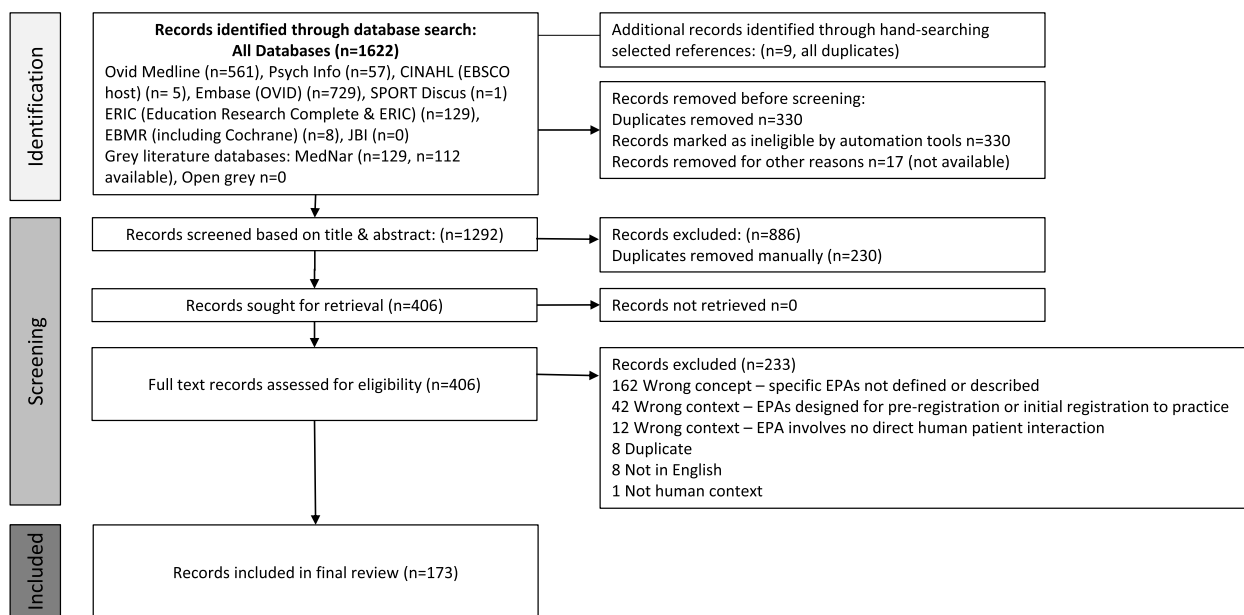 Identification
Records identified through database search:
All Databases (n=1622)
Ovid Medline (n=561), Psych Info (n=57), CINAHL (EBSCO
host) (n= 5), Embase (OVID) (n=729), SPORT Discus (n=1)
ERIC (Education Research Complete & ERIC) (n=129),
EBMR (including Cochrane) (n=8), JBI (n=0)
Grey literature databases: MedNar (n=129, n=112
available), Open grey n=0
Additional records identified through hand-searching
selected references: (n=9, all duplicates)
Records removed before screening:
Duplicates removed n=330
Records marked as ineligible by automation tools n=330
Records removed for other reasons n=17 (not available)
Screening
Records screened based on title & abstract: (n=1292)
Records excluded: (n=886)
Duplicates removed manually (n=230)
Records sought for retrieval (n=406)
Records not retrieved n=0
Full text records assessed for eligibility (n=406)
Records excluded (n=233)
162 Wrong concept – specific EPAs not defined or described
42 Wrong context – EPAs designed for pre-registration or initial registration to practice
12 Wrong context – EPA involves no direct human patient interaction
8 Duplicate
8 Not in English
1 Not human context
Included
Records included in final review (n=173)